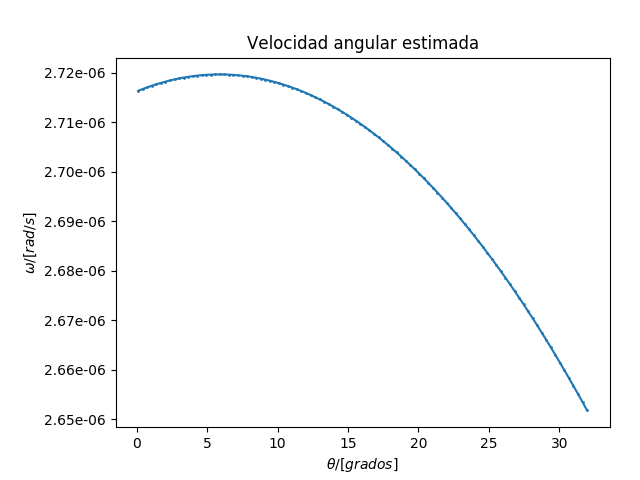 Velocidad angular estimada
2.72e-06
2.71e-06
2.70e-06
2.69e-06
2.68e-06
2.67e-06
2.66e-06
2.65e-06
ω/[rad/s]
0 5 10 15 20 25 30
θ/[grados]